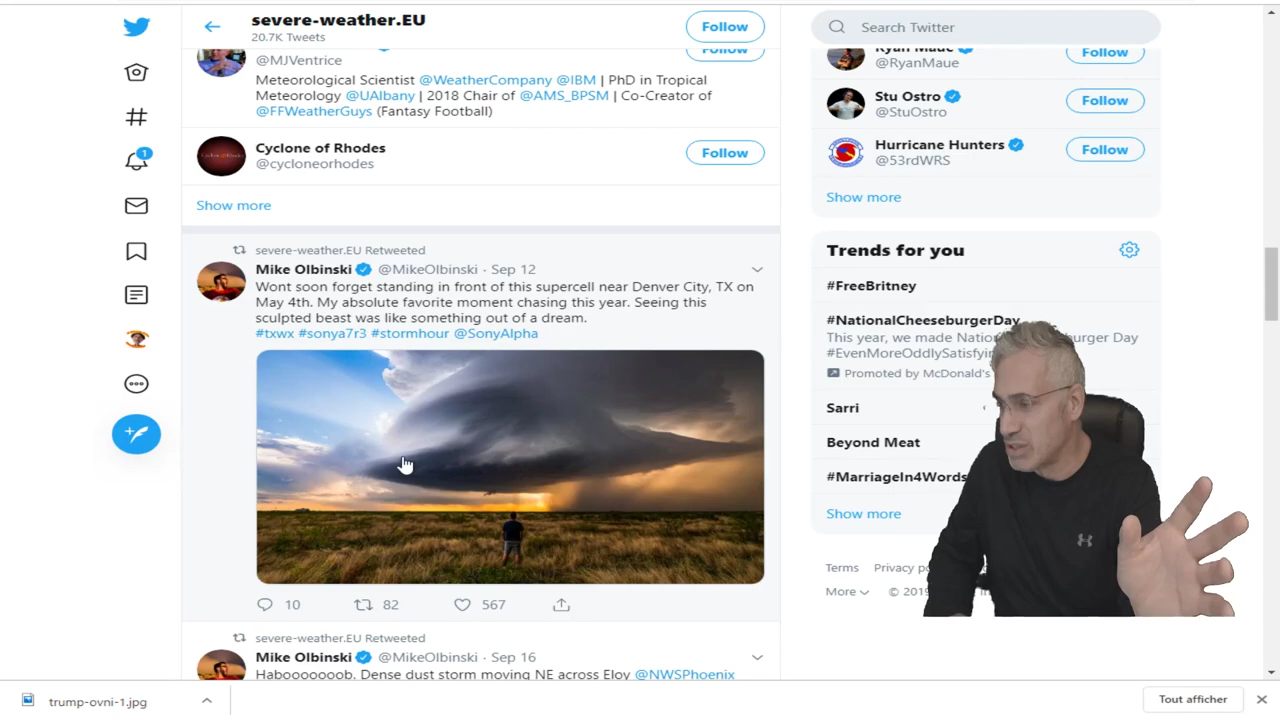 severe-weather.EU
20.7K Tweets
Follow
Follow
@MJVentrice
Meteorological Scientist @WeatherCompany @IBM | PhD in Tropical
Meteorology @UAlbany | 2018 Chair of @AMS_BPSM | Co-Creator of
@FFWeatherGuys (Fantasy Football)
Cyclone of Rhodes
@cycloneorhodes
Follow
Show more
severe-weather.EU Retweeted
Mike Olbinski @MikeOlbinski · Sep 12
Wont soon forget standing in front of this supercell near Denver City, TX on
May 4th. My absolute favorite moment chasing this year. Seeing this
sculpted beast was like something out of a dream.
#txwx #sonya7r3 #stormhour @SonyAlpha
10 82 567
severe-weather.EU Retweeted
Mike Olbinski @MikeOlbinski · Sep 16
Habooooooob. Dense dust storm moving NE across Eloy @NWSPhoenix
1
Search Twitter
Ryan Maue
@RyanMaue
Follow
Stu Ostro
@StuOstro
Follow
Hurricane Hunters
@53rdWRS
Follow
Show more
Trends for you
#FreeBritney
#NationalCheeseburgerDay
This year, we made Natio burger Day
#EvenMoreOddlySatisfyin
Promoted by McDonald's
Sarri
Beyond Meat
#MarriageIn4Words
Show more
Terms Privacy po
More © 2019
trump-ovni-1.jpg
Tout afficher